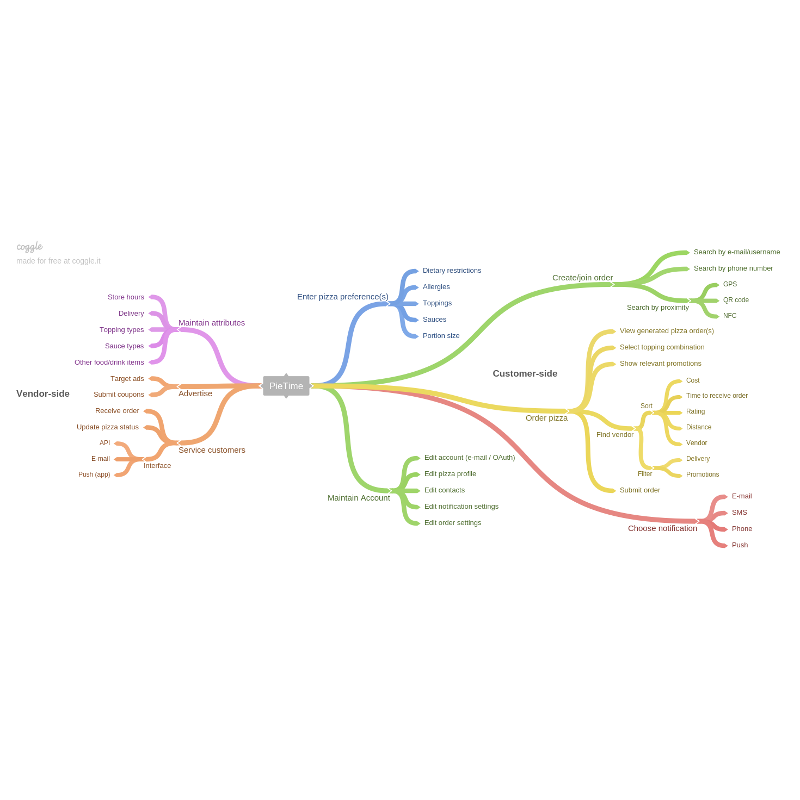 coggle
made for free at coggle.it
Vendor-side
Store hours
Delivery
Topping types
Sauce types
Other food/drink items
Maintain attributes
Target ads
Submit coupons
Advertise
Receive order
Update pizza status
API
E-mail
Push (app)
Interface
Service customers
PieTime
Customer-side
Enter pizza preference(s)
Dietary restrictions
Allergies
Toppings
Sauces
Portion size
Create/join order
Search by e-mail/username
Search by phone number
Search by proximity
GPS
QR code
NFC
Order pizza
View generated pizza order(s)
Select topping combination
Show relevant promotions
Find vendor
Sort
Cost
Time to receive order
Rating
Distance
Vendor
Filter
Delivery
Promotions
Submit order
Maintain Account
Edit account (e-mail / OAuth)
Edit pizza profile
Edit contacts
Edit notification settings
Edit order settings
Choose notification
E-mail
SMS
Phone
Push